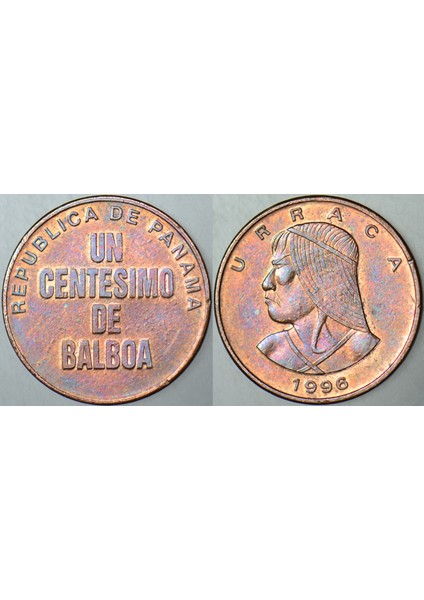 REPUBLICA DE PANAMA
UN
CENTESIMO
DE
BALBOA
URRACA
1996